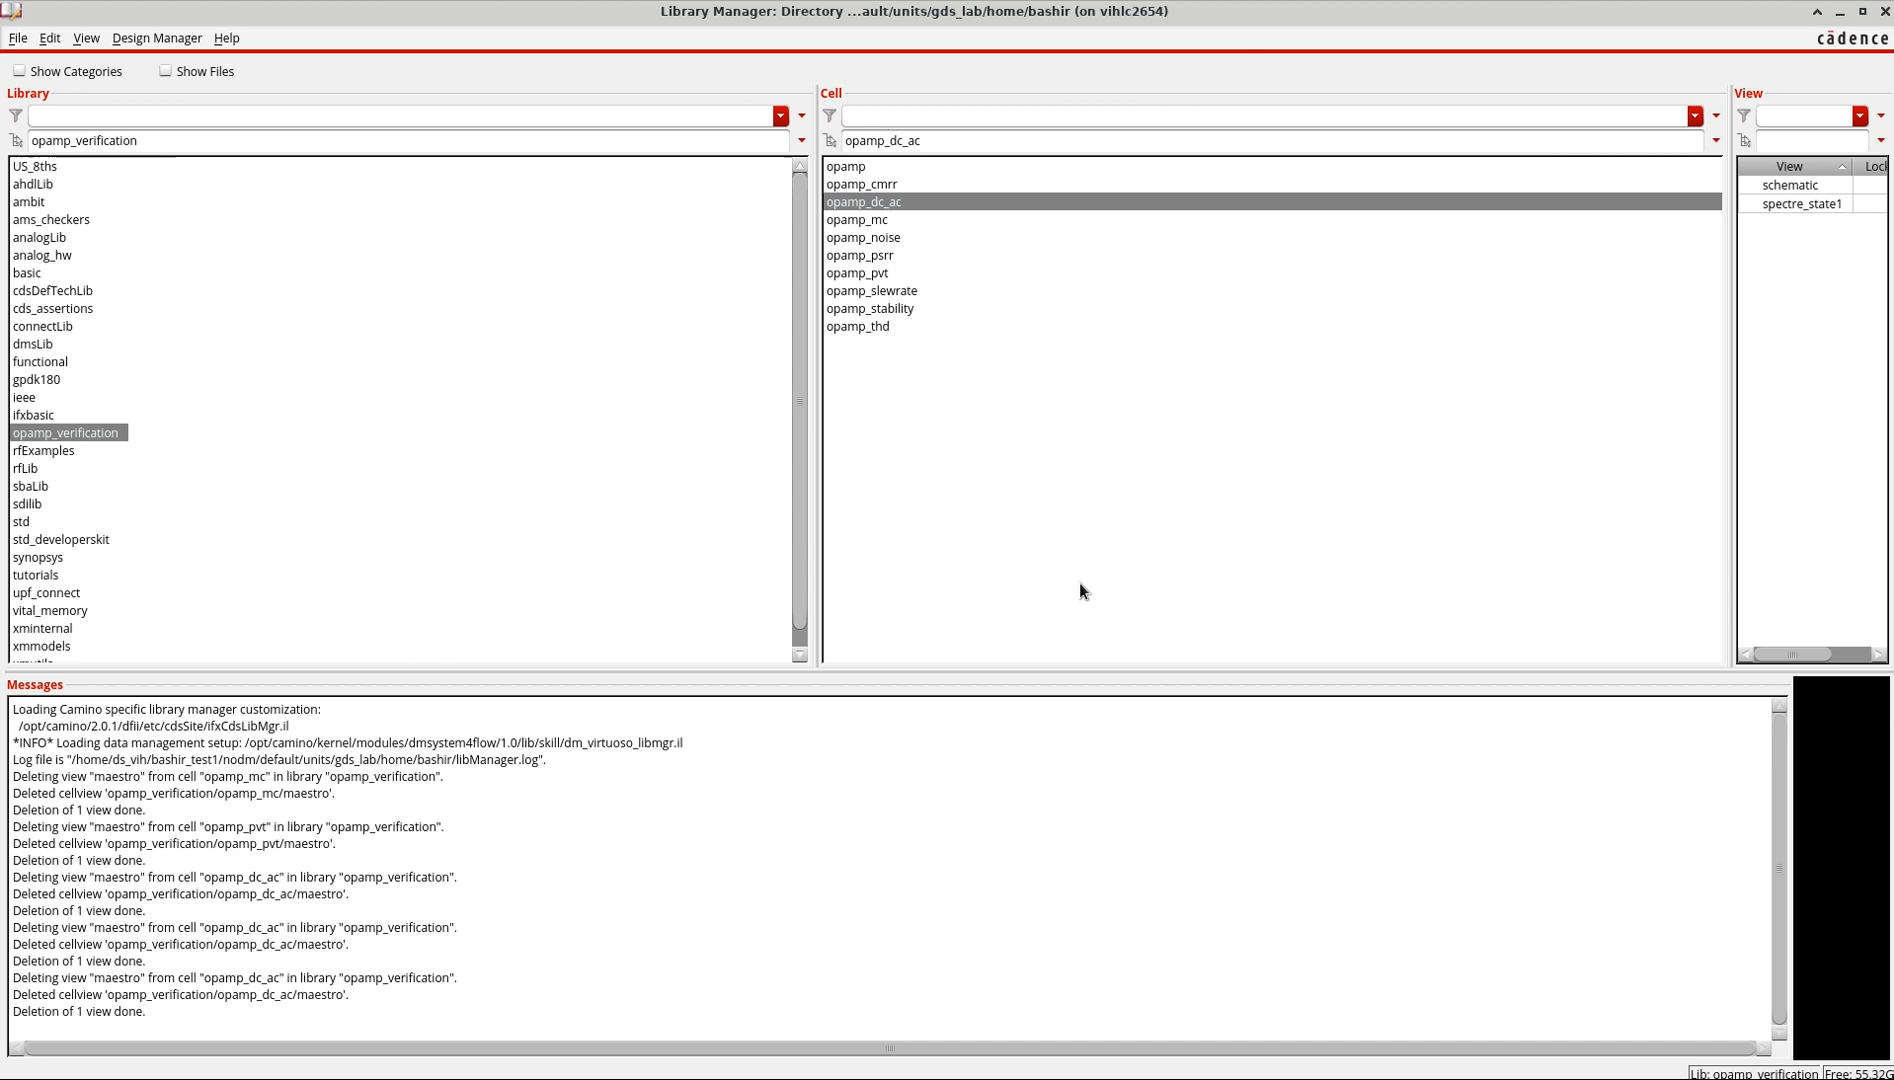 Library Manager: Directory ...ault/units/gds_lab/home/bashir (on vihlc2654)
File Edit View Design Manager Help
cādence
Show Categories Show Files
Library
opamp_verification
US_8ths
ahdlLib
ambit
ams_checkers
analogLib
analog_hw
basic
cdsDefTechLib
cds_assertions
connectLib
dmsLib
functional
gpdk180
ieee
ifxbasic
opamp_verification
rfExamples
rfLib
sbaLib
sdilib
std
std_developerskit
synopsys
tutorials
upf_connect
vital_memory
xminternal
xmmodels
Cell
opamp_dc_ac
opamp
opamp_cmrr
opamp_dc_ac
opamp_mc
opamp_noise
opamp_psrr
opamp_pvt
opamp_slewrate
opamp_stability
opamp_thd
View
View Lock
schematic
spectre_state1
Messages
Loading Camino specific library manager customization:
/opt/camino/2.0.1/dfii/etc/cdsSite/ifxCdsLibMgr.il
*INFO* Loading data management setup: /opt/camino/kernel/modules/dmsystem4flow/1.0/lib/skill/dm_virtuoso_libmgr.il
Log file is "/home/ds_vih/bashir_test1/nodm/default/units/gds_lab/home/bashir/libManager.log".
Deleting view "maestro" from cell "opamp_mc" in library "opamp_verification".
Deleted cellview 'opamp_verification/opamp_mc/maestro'.
Deletion of 1 view done.
Deleting view "maestro" from cell "opamp_pvt" in library "opamp_verification".
Deleted cellview 'opamp_verification/opamp_pvt/maestro'.
Deletion of 1 view done.
Deleting view "maestro" from cell "opamp_dc_ac" in library "opamp_verification".
Deleted cellview 'opamp_verification/opamp_dc_ac/maestro'.
Deletion of 1 view done.
Deleting view "maestro" from cell "opamp_dc_ac" in library "opamp_verification".
Deleted cellview 'opamp_verification/opamp_dc_ac/maestro'.
Deletion of 1 view done.
Deleting view "maestro" from cell "opamp_dc_ac" in library "opamp_verification".
Deleted cellview 'opamp_verification/opamp_dc_ac/maestro'.
Deletion of 1 view done.
Lib: opamp_verification Free: 55.32G